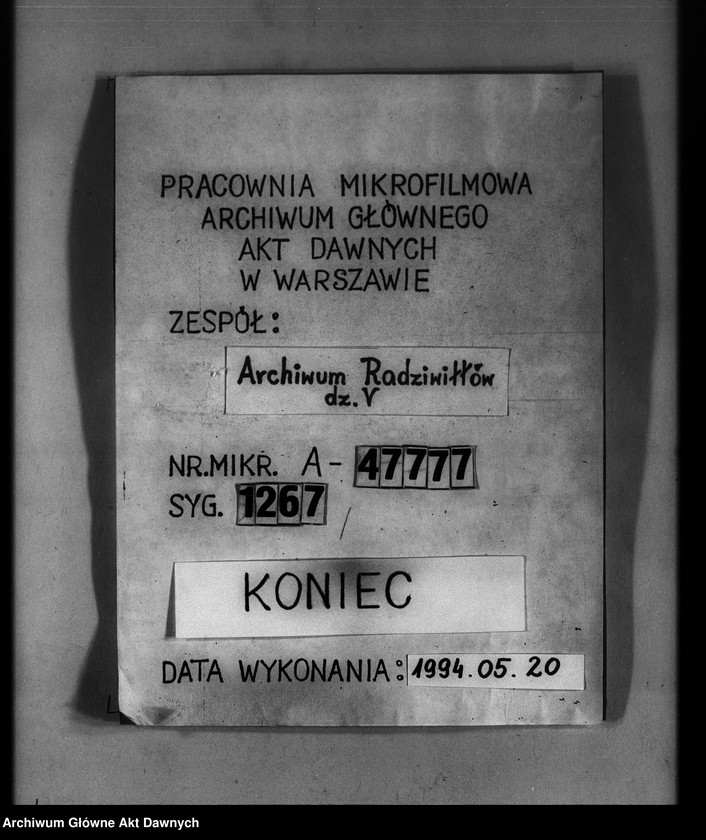 PRACOWNIA MIKROFILMOWA
ARCHIWUM GŁÓWNEGO
AKT DAWNYCH
W WARSZAWIE
ZESPÓŁ:
Archiwum Radziwiłłów
dz. V
NR. MIKR. A- 47777
SYG. 1267 /
KONIEC
DATA WYKONANIA: 1994.05.20
Archiwum Główne Akt Dawnych